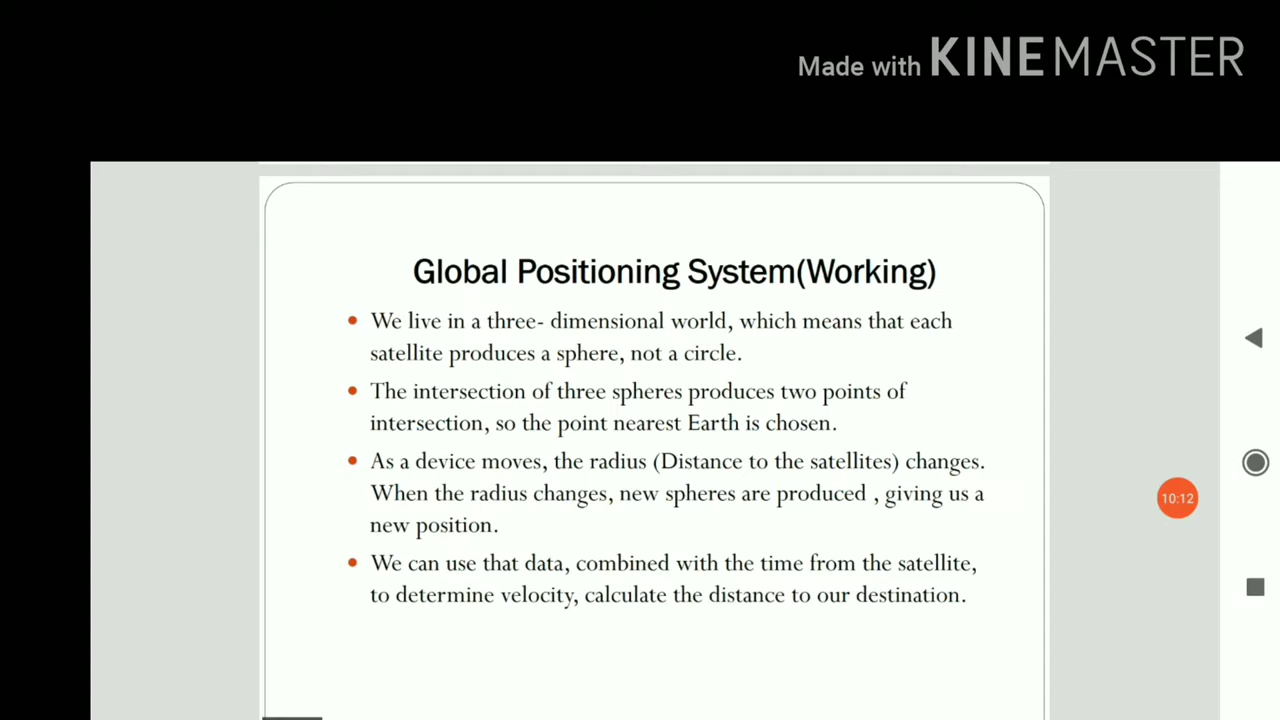 Made with KINEMASTER
Global Positioning System(Working)
• We live in a three- dimensional world, which means that each
satellite produces a sphere, not a circle.
• The intersection of three spheres produces two points of
intersection, so the point nearest Earth is chosen.
• As a device moves, the radius (Distance to the satellites) changes.
When the radius changes, new spheres are produced , giving us a
new position.
10:12
• We can use that data, combined with the time from the satellite,
to determine velocity, calculate the distance to our destination.